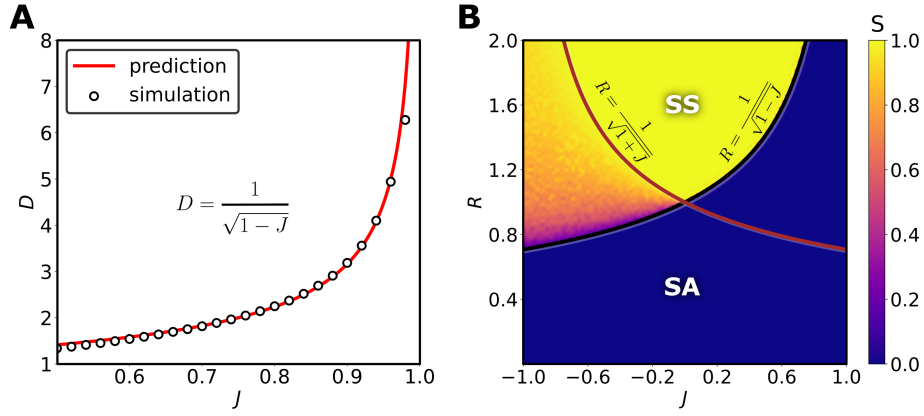 A
8
7
6
5
4
3
2
1
D
prediction
simulation
D = 1/√(1 − J)
0.6
0.7
0.8
0.9
1.0
J
B
2.0
1.6
1.2
0.8
0.4
R
R = 1/√(1+J)
SS
R = 1/√(1−J)
SA
−1.0
−0.6
−0.2
0.2
0.6
1.0
J
S
1.0
0.8
0.6
0.4
0.2
0.0